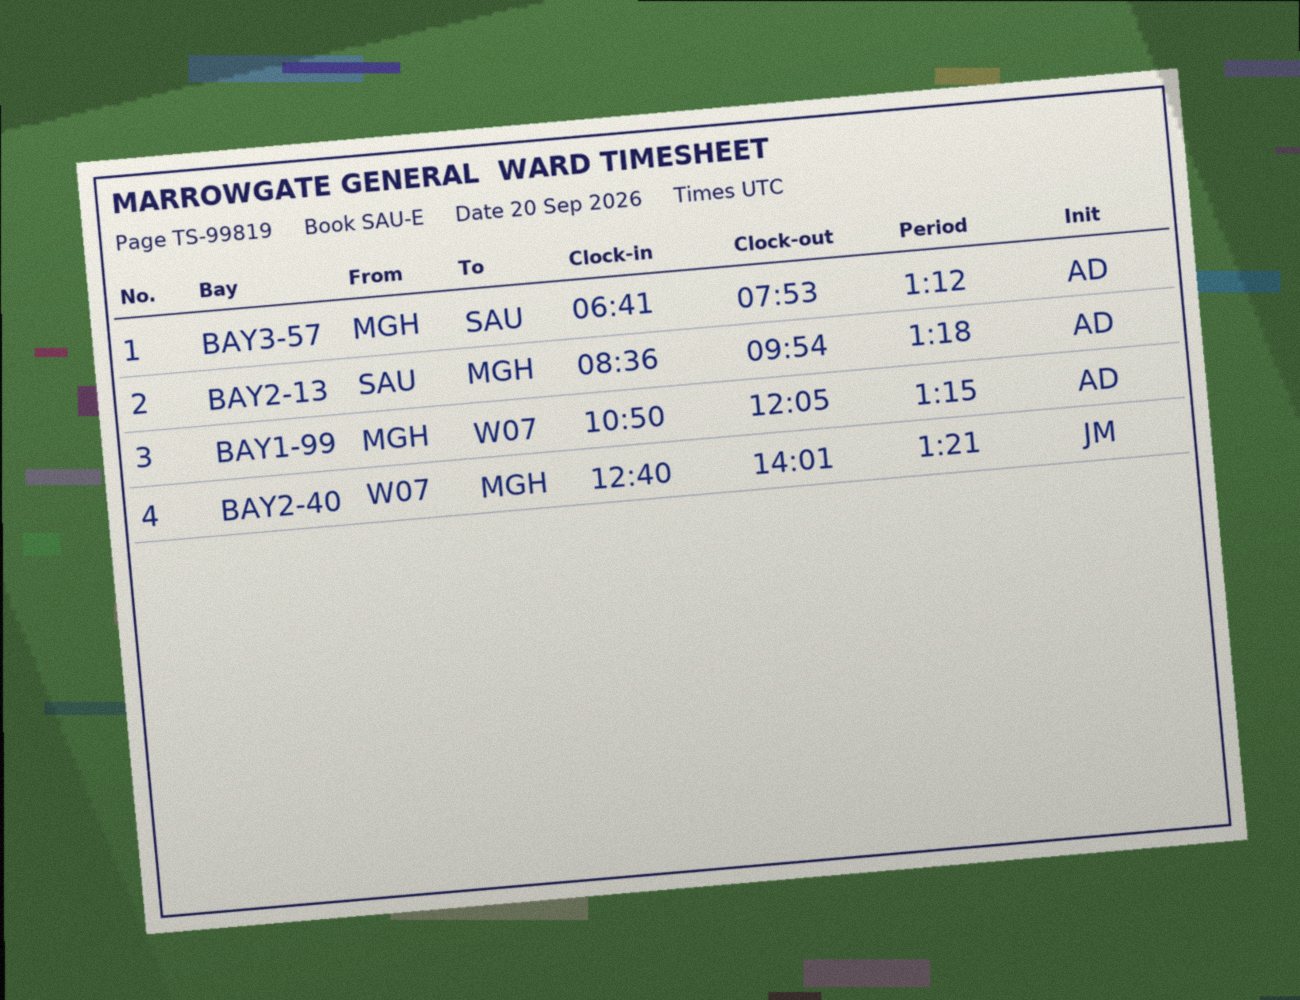 MARROWGATE GENERAL WARD TIMESHEET
Page TS-99819 Book SAU-E Date 20 Sep 2026 Times UTC
No. Bay From To Clock-in Clock-out Period Init
1 BAY3-57 MGH SAU 06:41 07:53 1:12 AD
2 BAY2-13 SAU MGH 08:36 09:54 1:18 AD
3 BAY1-99 MGH W07 10:50 12:05 1:15 AD
4 BAY2-40 W07 MGH 12:40 14:01 1:21 JM